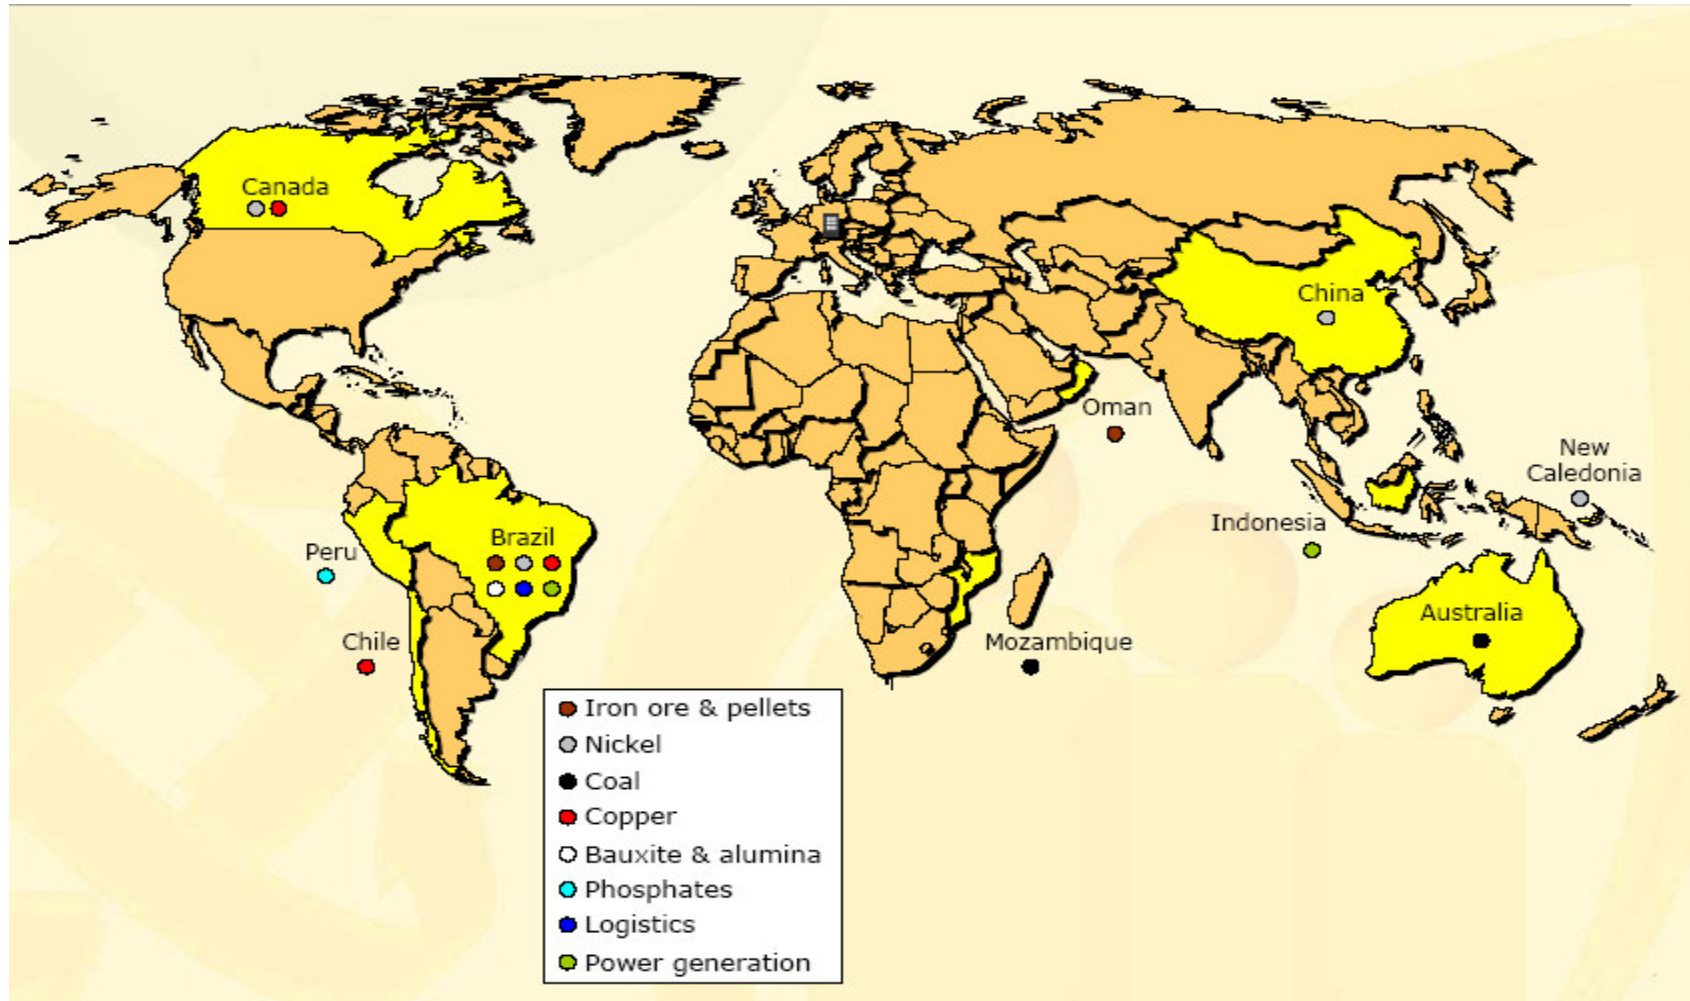 Canada
China
Oman
New
Caledonia
Indonesia
Brazil
Peru
Australia
Chile
Mozambique
Iron ore & pellets
Nickel
Coal
Copper
Bauxite & alumina
Phosphates
Logistics
Power generation